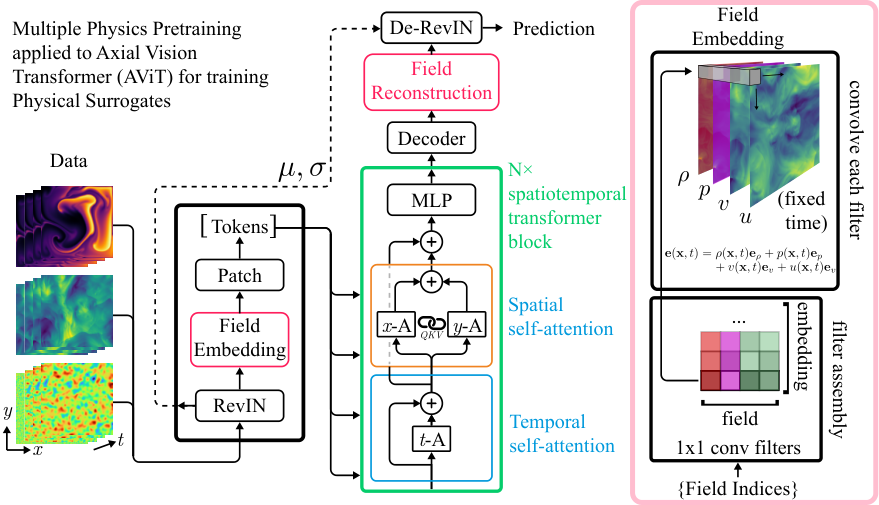 Multiple Physics Pretraining
applied to Axial Vision
Transformer (AViT) for training
Physical Surrogates
De-RevIN
Prediction
Field
Reconstruction
Decoder
μ, σ
Data
y
x
t
[Tokens]
Patch
Field
Embedding
RevIN
N×
spatiotemporal
transformer
block
MLP
+
+
Spatial
self-attention
x-A
QKV
y-A
+
Temporal
self-attention
t-A
Field
Embedding
convolve each filter
ρ
p
v
u
(fixed
time)
e(x, t) = ρ(x, t)e_ρ + p(x, t)e_p
+ v(x, t)e_v + u(x, t)e_v
filter assembly
...
embedding
field
1x1 conv filters
{Field Indices}